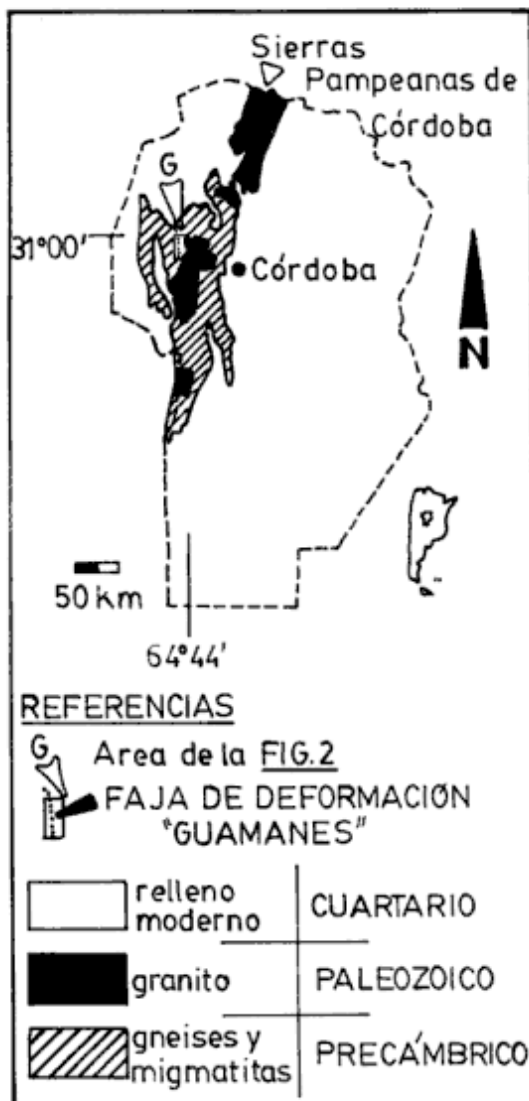 Sierras
Pampeanas de
Córdoba
G
31°00'
Córdoba
N
50 Km
64°44'
REFERENCIAS
G
Area de la FIG.2
FAJA DE DEFORMACIÓN
"GUAMANES"
relleno
moderno
CUARTARIO
granito
PALEOZOICO
gneises y
migmatitas
PRECÁMBRICO